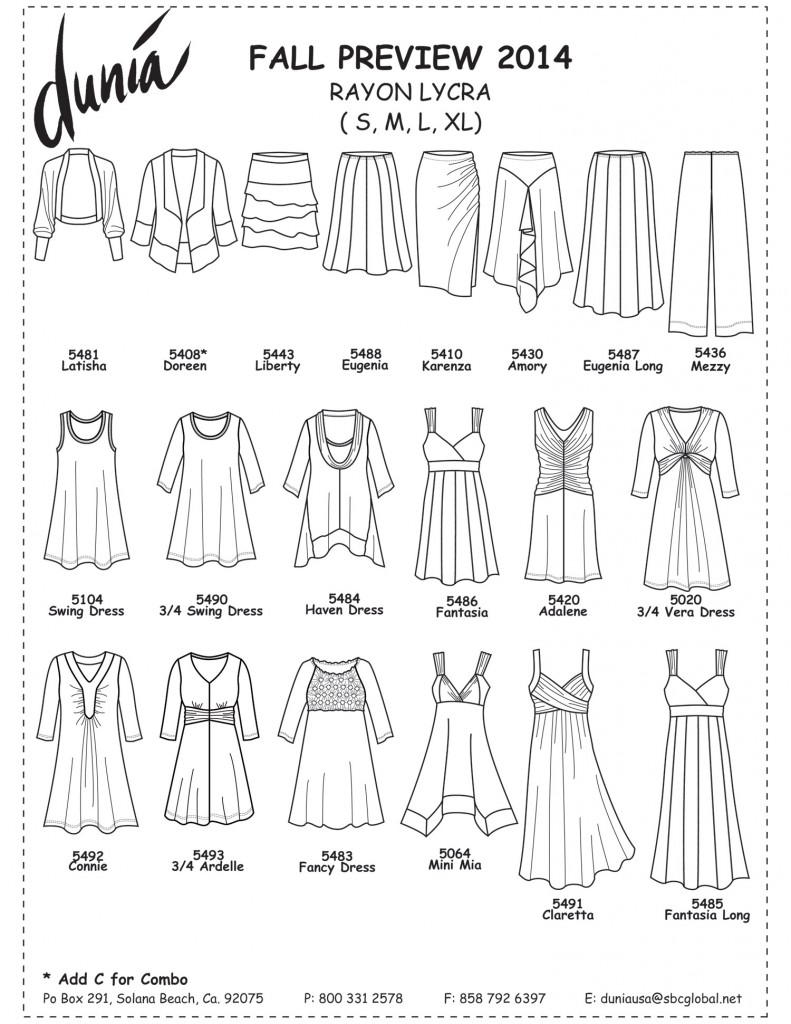 dunia
FALL PREVIEW 2014
RAYON LYCRA
( S, M, L, XL)
5481
Latisha
5408*
Doreen
5443
Liberty
5488
Eugenia
5410
Karenza
5430
Amory
5487
Eugenia Long
5436
Mezzy
5104
Swing Dress
5490
3/4 Swing Dress
5484
Haven Dress
5486
Fantasia
5420
Adalene
5020
3/4 Vera Dress
5492
Connie
5493
3/4 Ardelle
5483
Fancy Dress
5064
Mini Mia
5491
Claretta
5485
Fantasia Long
* Add C for Combo
Po Box 291, Solana Beach, Ca. 92075 P: 800 331 2578 F: 858 792 6397 E: duniausa@sbcglobal.net